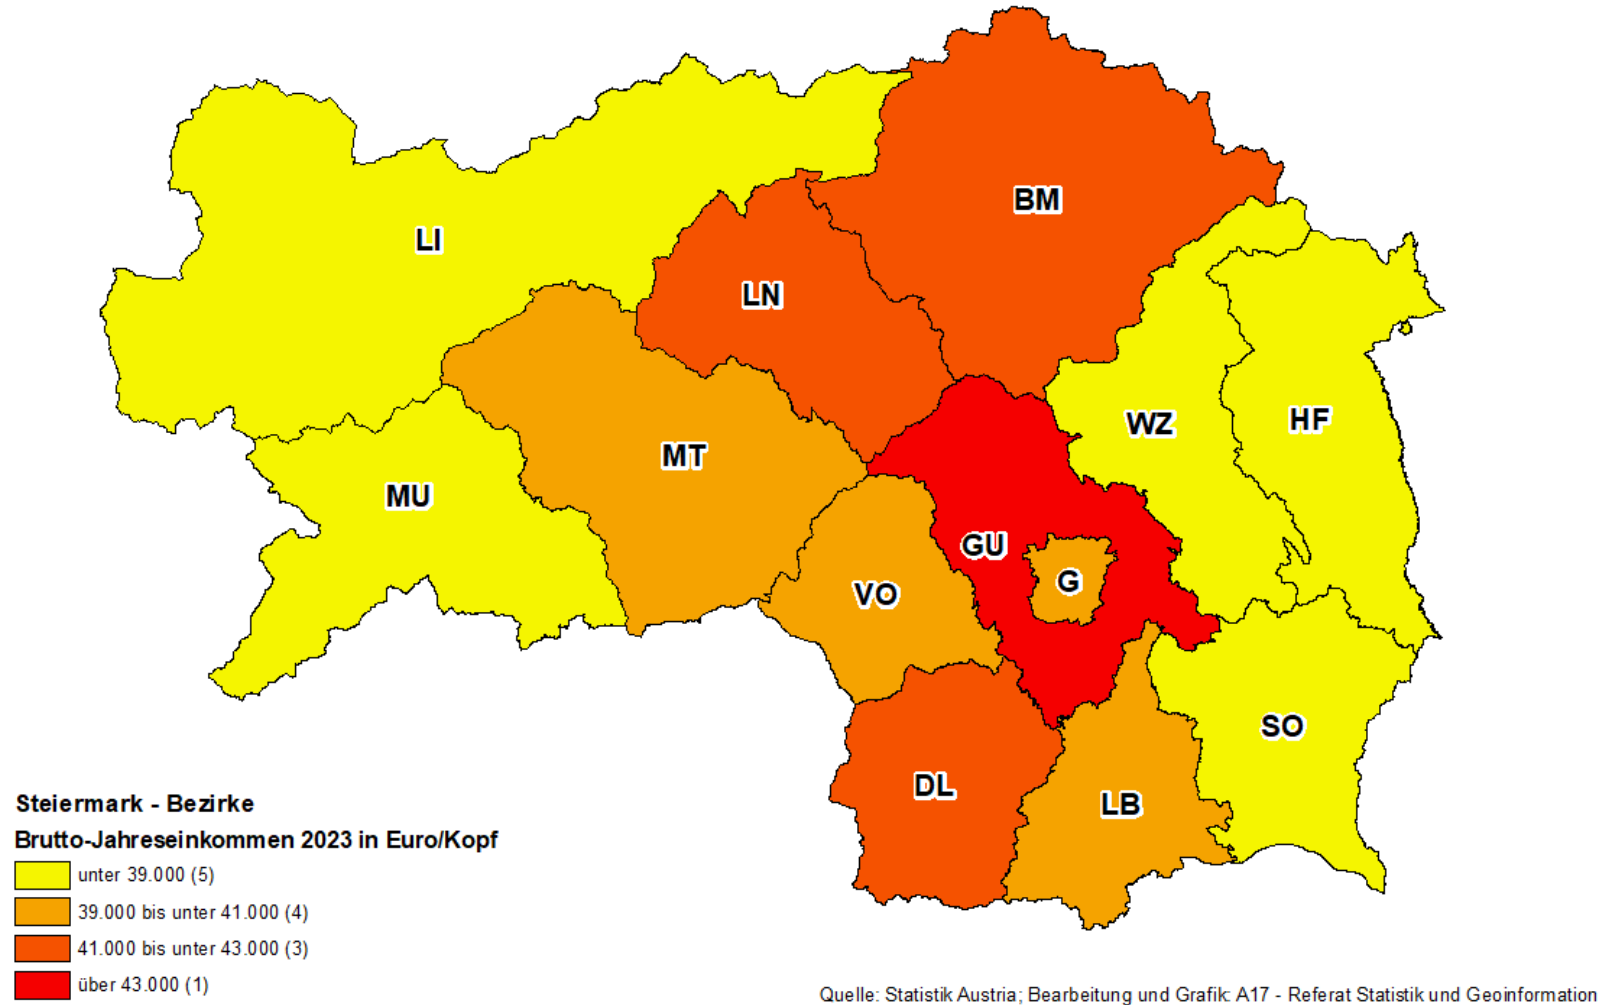 BM
LI
LN
WZ
HF
MT
MU
GU
G
VO
SO
DL
LB
Steiermark - Bezirke
Brutto-Jahreseinkommen 2023 in Euro/Kopf
unter 39.000 (5)
39.000 bis unter 41.000 (4)
41.000 bis unter 43.000 (3)
über 43.000 (1)
Quelle: Statistik Austria; Bearbeitung und Grafik: A17 - Referat Statistik und Geoinformation